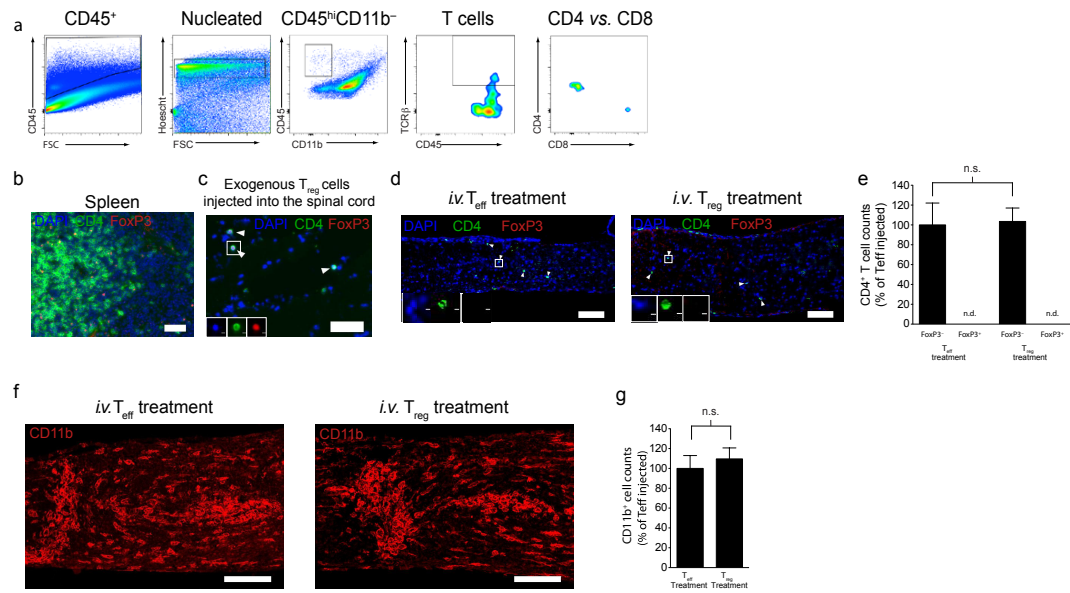 a
CD45⁺
Nucleated
CD45ʰⁱCD11b⁻
T cells
CD4 vs. CD8
CD45
FSC
Hoescht
FSC
CD45
CD11b
TCRβ
CD45
CD4
CD8
b
Spleen
DAPI CD4 FoxP3
c
Exogenous Treg cells
injected into the spinal cord
DAPI CD4 FoxP3
d
i.v. Teff treatment
DAPI CD4 FoxP3
i.v. Treg treatment
DAPI CD4 FoxP3
e
n.s.
CD4⁺ T cell counts
(% of Teff injected)
140
120
100
80
60
40
20
0
n.d.
n.d.
FoxP3⁻ FoxP3⁺ FoxP3⁻ FoxP3⁺
Teff
treatment
Treg
treatment
f
i.v. Teff treatment
CD11b
i.v. Treg treatment
CD11b
g
n.s.
CD11b⁺ cell counts
(% of Teff injected)
140
120
100
80
60
40
20
0
Teff
Treatment
Treg
Treatment